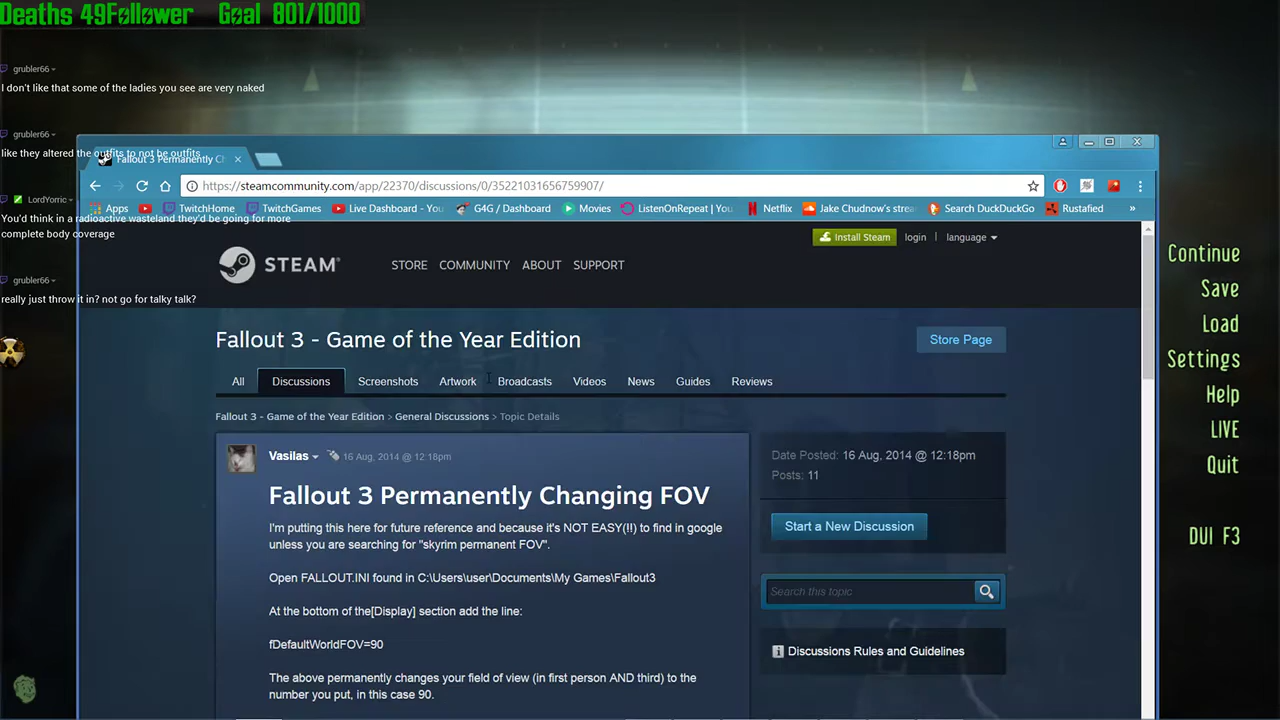 Deaths 49Follower Goal 801/1000
grubler66
I don't like that some of the ladies you see are very naked
grubler66
like they altered the outfits to not be outfits
LordYorric
You'd think in a radioactive wasteland they'd be going for more
complete body coverage
grubler66
really just throw it in? not go for talky talk?
Fallout 3 Permanently Ch
https://steamcommunity.com/app/22370/discussions/0/35221031656759907/
Apps TwitchHome TwitchGames Live Dashboard - You G4G / Dashboard Movies ListenOnRepeat | You Netflix Jake Chudnow's strea Search DuckDuckGo Rustafied »
Install Steam login | language
STEAM® STORE COMMUNITY ABOUT SUPPORT
Fallout 3 - Game of the Year Edition
Store Page
All Discussions Screenshots Artwork Broadcasts Videos News Guides Reviews
Fallout 3 - Game of the Year Edition > General Discussions > Topic Details
Vasilas 16 Aug, 2014 @ 12:18pm
Fallout 3 Permanently Changing FOV
I'm putting this here for future reference and because it's NOT EASY(!!) to find in google
unless you are searching for "skyrim permanent FOV".
Open FALLOUT.INI found in C:\Users\user\Documents\My Games\Fallout3
At the bottom of the[Display] section add the line:
fDefaultWorldFOV=90
The above permanently changes your field of view (in first person AND third) to the
number you put, in this case 90.
Date Posted: 16 Aug, 2014 @ 12:18pm
Posts: 11
Start a New Discussion
Search this topic
Discussions Rules and Guidelines
Continue
Save
Load
Settings
Help
LIVE
Quit
DUI F3